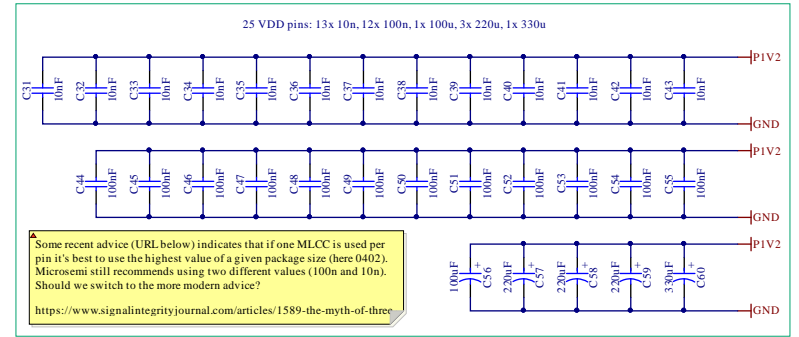 25 VDD pins: 13x 10n, 12x 100n, 1x 100u, 3x 220u, 1x 330u
P1V2
C31 10nF C32 10nF C33 10nF C34 10nF C35 10nF C36 10nF C37 10nF C38 10nF C39 10nF C40 10nF C41 10nF C42 10nF C43 10nF
GND
P1V2
C44 100nF C45 100nF C46 100nF C47 100nF C48 100nF C49 100nF C50 100nF C51 100nF C52 100nF C53 100nF C54 100nF C55 100nF
GND
Some recent advice (URL below) indicates that if one MLCC is used per
pin it's best to use the highest value of a given package size (here 0402).
Microsemi still recommends using two different values (100n and 10n).
Should we switch to the more modern advice?
https://www.signalintegrityjournal.com/articles/1589-the-myth-of-three
P1V2
100uF + C56 220uF + C57 220uF + C58 220uF + C59 330uF + C60
GND